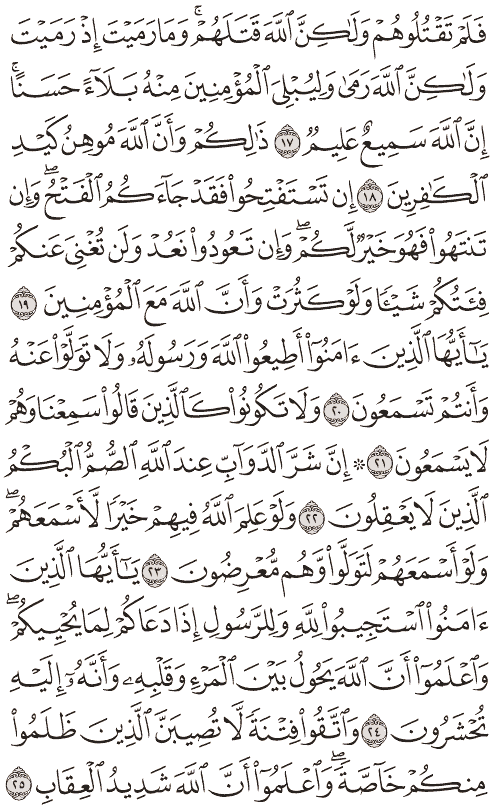 فَلَمْ تَقْتُلُوهُمْ وَلَٰكِنَّ ٱللَّهَ قَتَلَهُمْ ۚ وَمَا رَمَيْتَ إِذْ رَمَيْتَ
وَلَٰكِنَّ ٱللَّهَ رَمَىٰ وَلِيُبْلِىَ ٱلْمُؤْمِنِينَ مِنْهُ بَلَآءً حَسَنًا ۚ
إِنَّ ٱللَّهَ سَمِيعٌ عَلِيمٌ ١٧ ذَٰلِكُمْ وَأَنَّ ٱللَّهَ مُوهِنُ كَيْدِ
ٱلْكَٰفِرِينَ ١٨ إِن تَسْتَفْتِحُوا۟ فَقَدْ جَآءَكُمُ ٱلْفَتْحُ ۖ وَإِن
تَنتَهُوا۟ فَهُوَ خَيْرٌ لَّكُمْ ۖ وَإِن تَعُودُوا۟ نَعُدْ وَلَن تُغْنِىَ عَنكُمْ
فِئَتُكُمْ شَيْـًٔا وَلَوْ كَثُرَتْ وَأَنَّ ٱللَّهَ مَعَ ٱلْمُؤْمِنِينَ ١٩
يَٰٓأَيُّهَا ٱلَّذِينَ ءَامَنُوٓا۟ أَطِيعُوا۟ ٱللَّهَ وَرَسُولَهُۥ وَلَا تَوَلَّوْا۟ عَنْهُ
وَأَنتُمْ تَسْمَعُونَ ٢٠ وَلَا تَكُونُوا۟ كَٱلَّذِينَ قَالُوا۟ سَمِعْنَا وَهُمْ
لَا يَسْمَعُونَ ٢١ ۞ إِنَّ شَرَّ ٱلدَّوَآبِّ عِندَ ٱللَّهِ ٱلصُّمُّ ٱلْبُكْمُ
ٱلَّذِينَ لَا يَعْقِلُونَ ٢٢ وَلَوْ عَلِمَ ٱللَّهُ فِيهِمْ خَيْرًا لَّأَسْمَعَهُمْ ۖ
وَلَوْ أَسْمَعَهُمْ لَتَوَلَّوا۟ وَّهُم مُّعْرِضُونَ ٢٣ يَٰٓأَيُّهَا ٱلَّذِينَ
ءَامَنُوا۟ ٱسْتَجِيبُوا۟ لِلَّهِ وَلِلرَّسُولِ إِذَا دَعَاكُمْ لِمَا يُحْيِيكُمْ ۖ
وَٱعْلَمُوٓا۟ أَنَّ ٱللَّهَ يَحُولُ بَيْنَ ٱلْمَرْءِ وَقَلْبِهِۦ وَأَنَّهُۥٓ إِلَيْهِ
تُحْشَرُونَ ٢٤ وَٱتَّقُوا۟ فِتْنَةً لَّا تُصِيبَنَّ ٱلَّذِينَ ظَلَمُوا۟
مِنكُمْ خَآصَّةً ۖ وَٱعْلَمُوٓا۟ أَنَّ ٱللَّهَ شَدِيدُ ٱلْعِقَابِ ٢٥